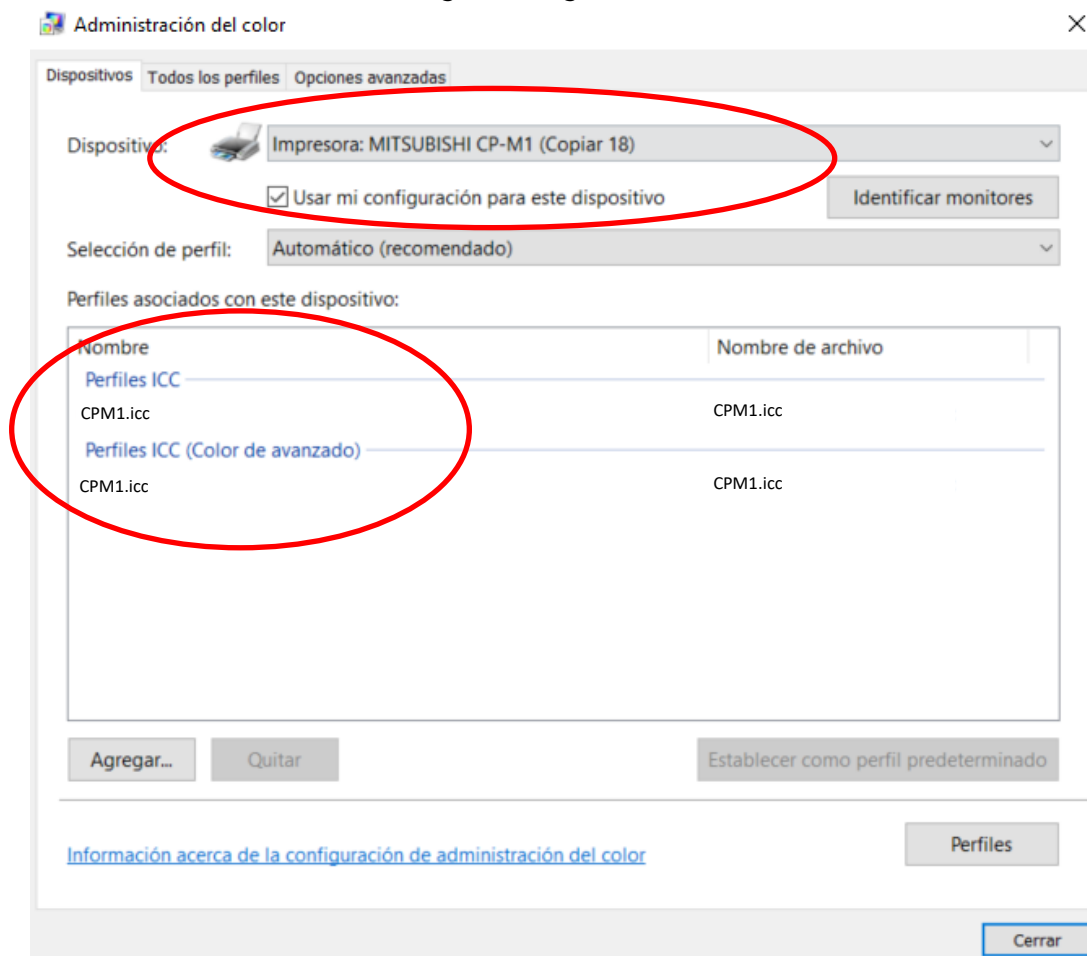 Administración del color
Dispositivos Todos los perfiles Opciones avanzadas
Dispositivo: Impresora: MITSUBISHI CP-M1 (Copiar 18)
Usar mi configuración para este dispositivo Identificar monitores
Selección de perfil: Automático (recomendado)
Perfiles asociados con este dispositivo:
Nombre Nombre de archivo
Perfiles ICC
CPM1.icc CPM1.icc
Perfiles ICC (Color de avanzado)
CPM1.icc CPM1.icc
Agregar... Quitar Establecer como perfil predeterminado
Información acerca de la configuración de administración del color Perfiles
Cerrar